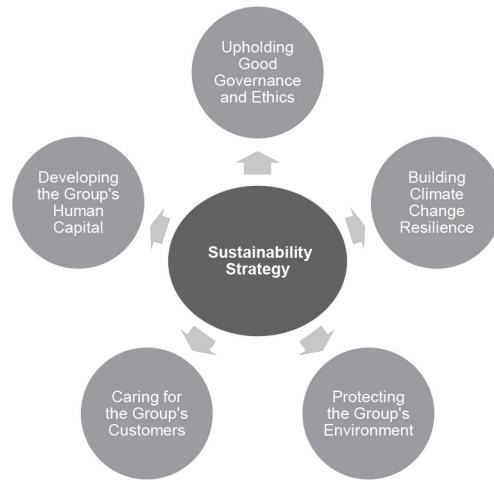 Upholding
Good
Governance
and Ethics
Developing
the Group's
Human
Capital
Building
Climate
Change
Resilience
Sustainability
Strategy
Caring for
the Group's
Customers
Protecting
the Group's
Environment